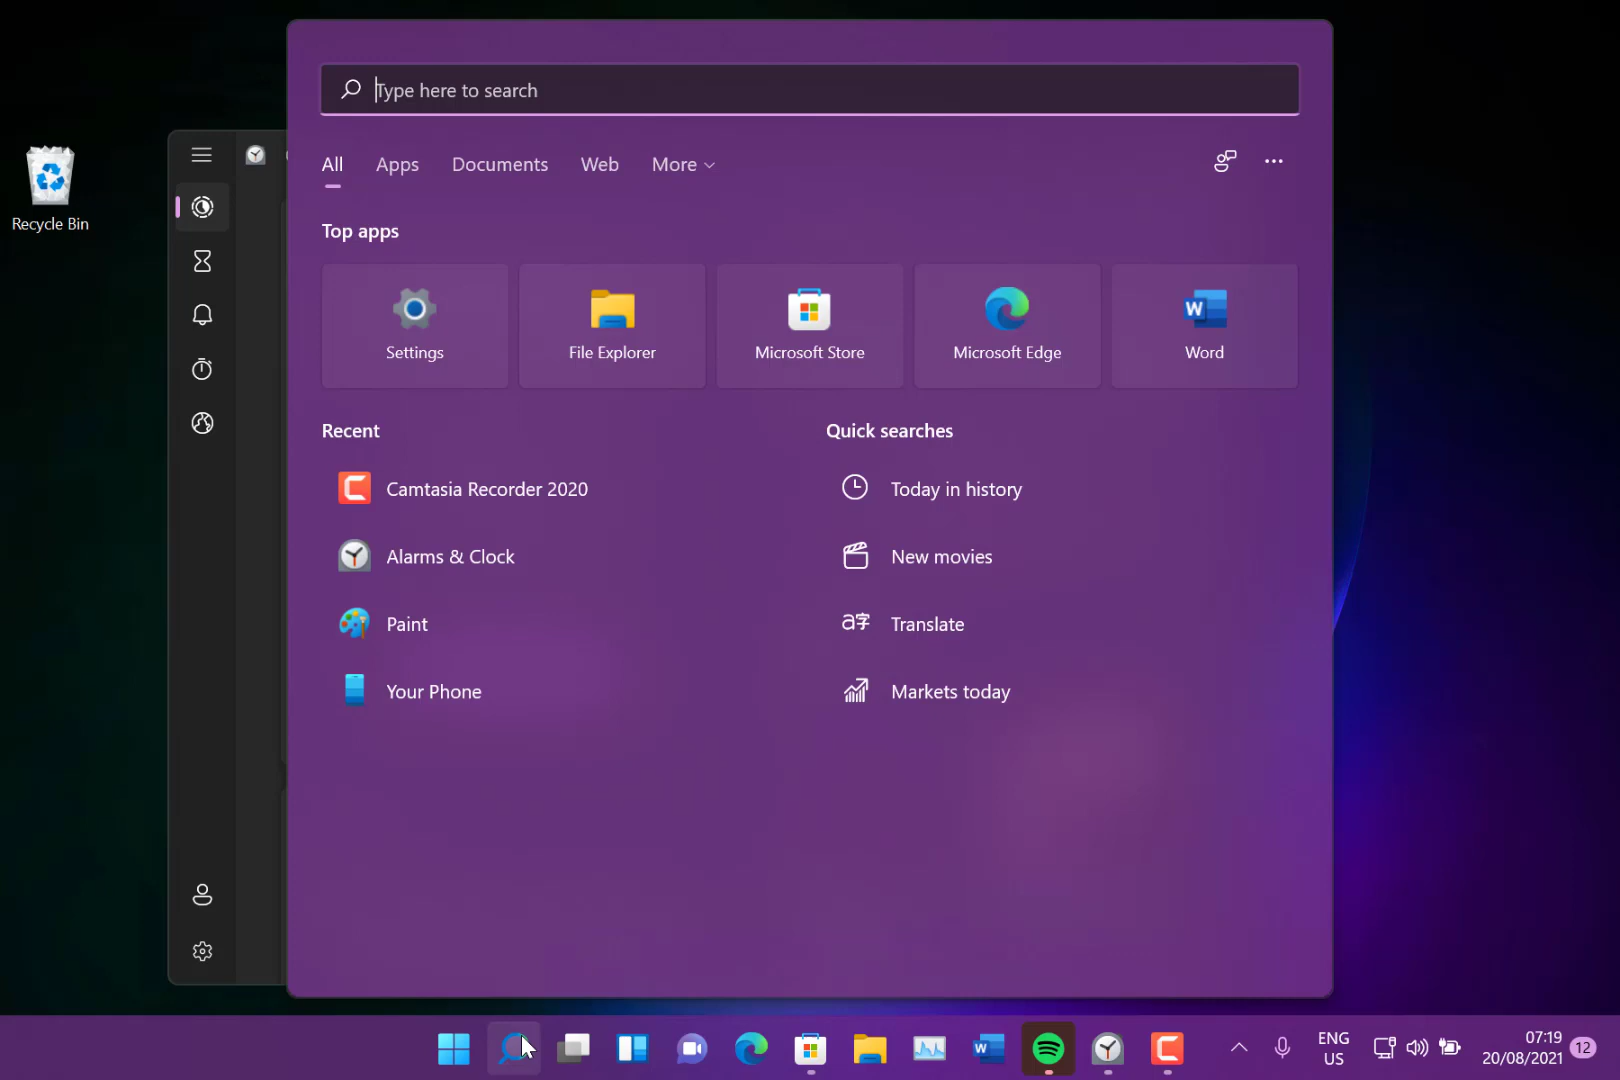 Type here to search
All Apps Documents Web More
Top apps
Settings File Explorer Microsoft Store Microsoft Edge Word
Recent
Camtasia Recorder 2020
Alarms & Clock
Paint
Your Phone
Quick searches
Today in history
New movies
Translate
Markets today
Recycle Bin
ENG
US
07:19
20/08/2021
12